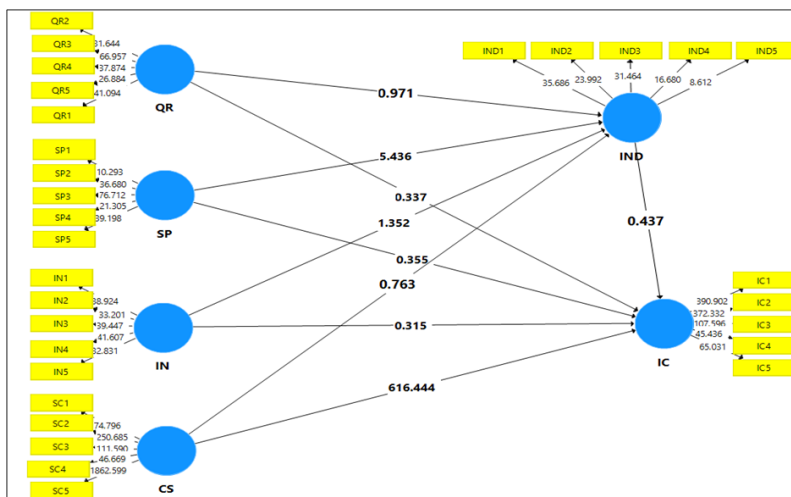 QR2
QR3
QR4
QR5
QR1
31.644
66.957
37.874
26.884
41.094
QR
SP1
SP2
SP3
SP4
SP5
10.293
36.680
76.712
21.305
39.198
SP
IN1
IN2
IN3
IN4
IN5
38.924
33.201
39.447
41.607
32.831
IN
SC1
SC2
SC3
SC4
SC5
74.796
250.685
111.590
46.669
1862.599
CS
0.971
5.436
0.337
1.352
0.355
0.763
0.315
616.444
0.437
IND1
IND2
IND3
IND4
IND5
35.686
23.992
31.464
16.680
8.612
IND
IC1
IC2
IC3
IC4
IC5
390.902
372.332
107.596
45.436
65.031
IC